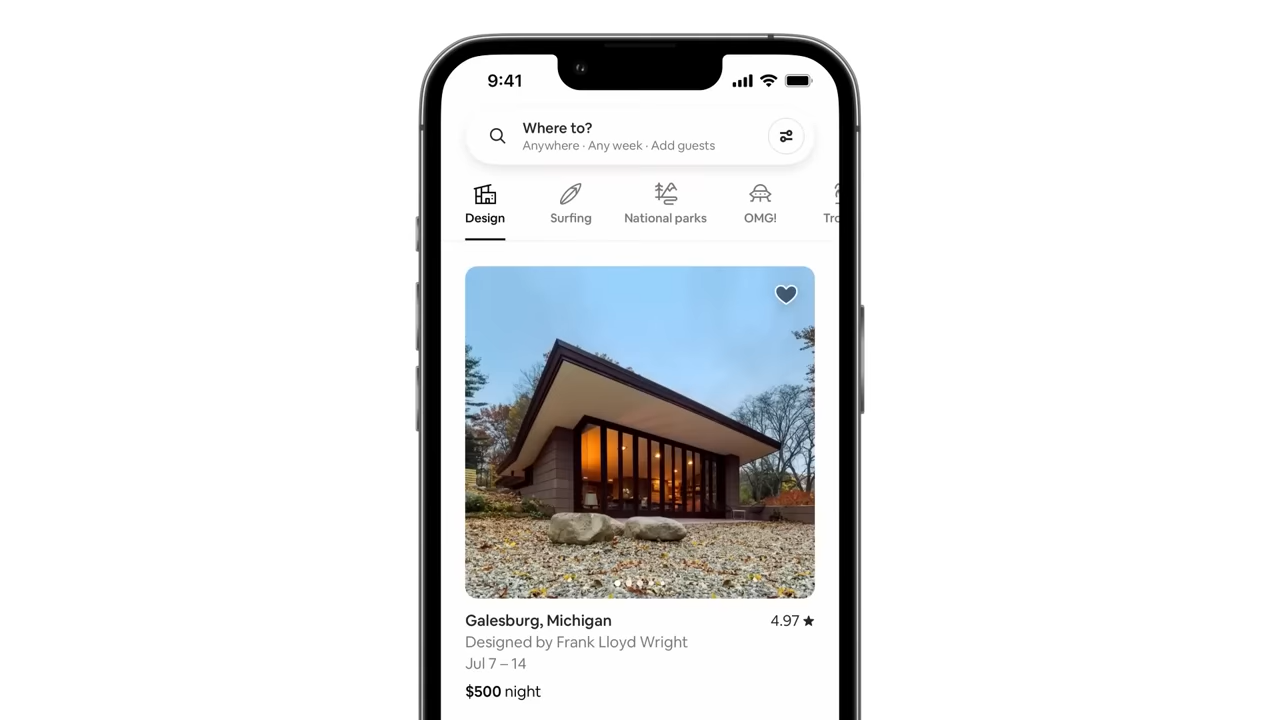 9:41
Where to?
Anywhere · Any week · Add guests
Design
Surfing
National parks
OMG!
Galesburg, Michigan 4.97 ★
Designed by Frank Lloyd Wright
Jul 7 – 14
$500 night